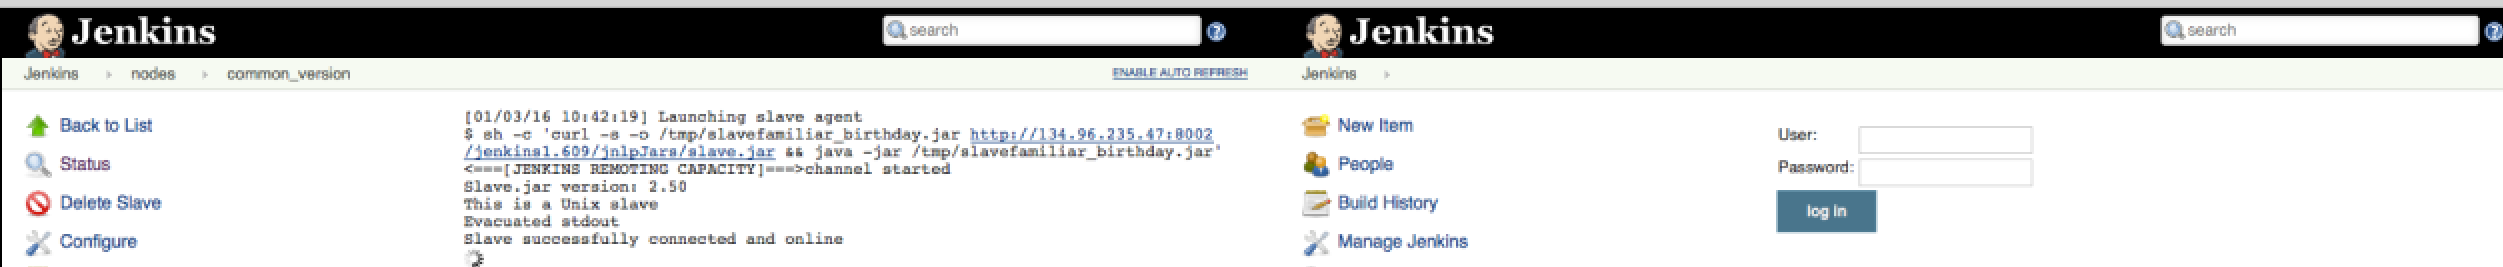 Jenkins
search
Jenkins
search
Jenkins > nodes > common_version
ENABLE AUTO REFRESH
Jenkins >
Back to List
Status
Delete Slave
Configure
[01/03/16 10:42:19] Launching slave agent
$ sh -c 'curl -s -o /tmp/slavefamiliar_birthday.jar http://134.96.235.47:8002
/jenkins1.609/jnlpJars/slave.jar && java -jar /tmp/slavefamiliar_birthday.jar'
<===[JENKINS REMOTING CAPACITY]===>channel started
Slave.jar version: 2.50
This is a Unix slave
Evacuated stdout
Slave successfully connected and online
New Item
People
Build History
Manage Jenkins
User:
Password:
log in